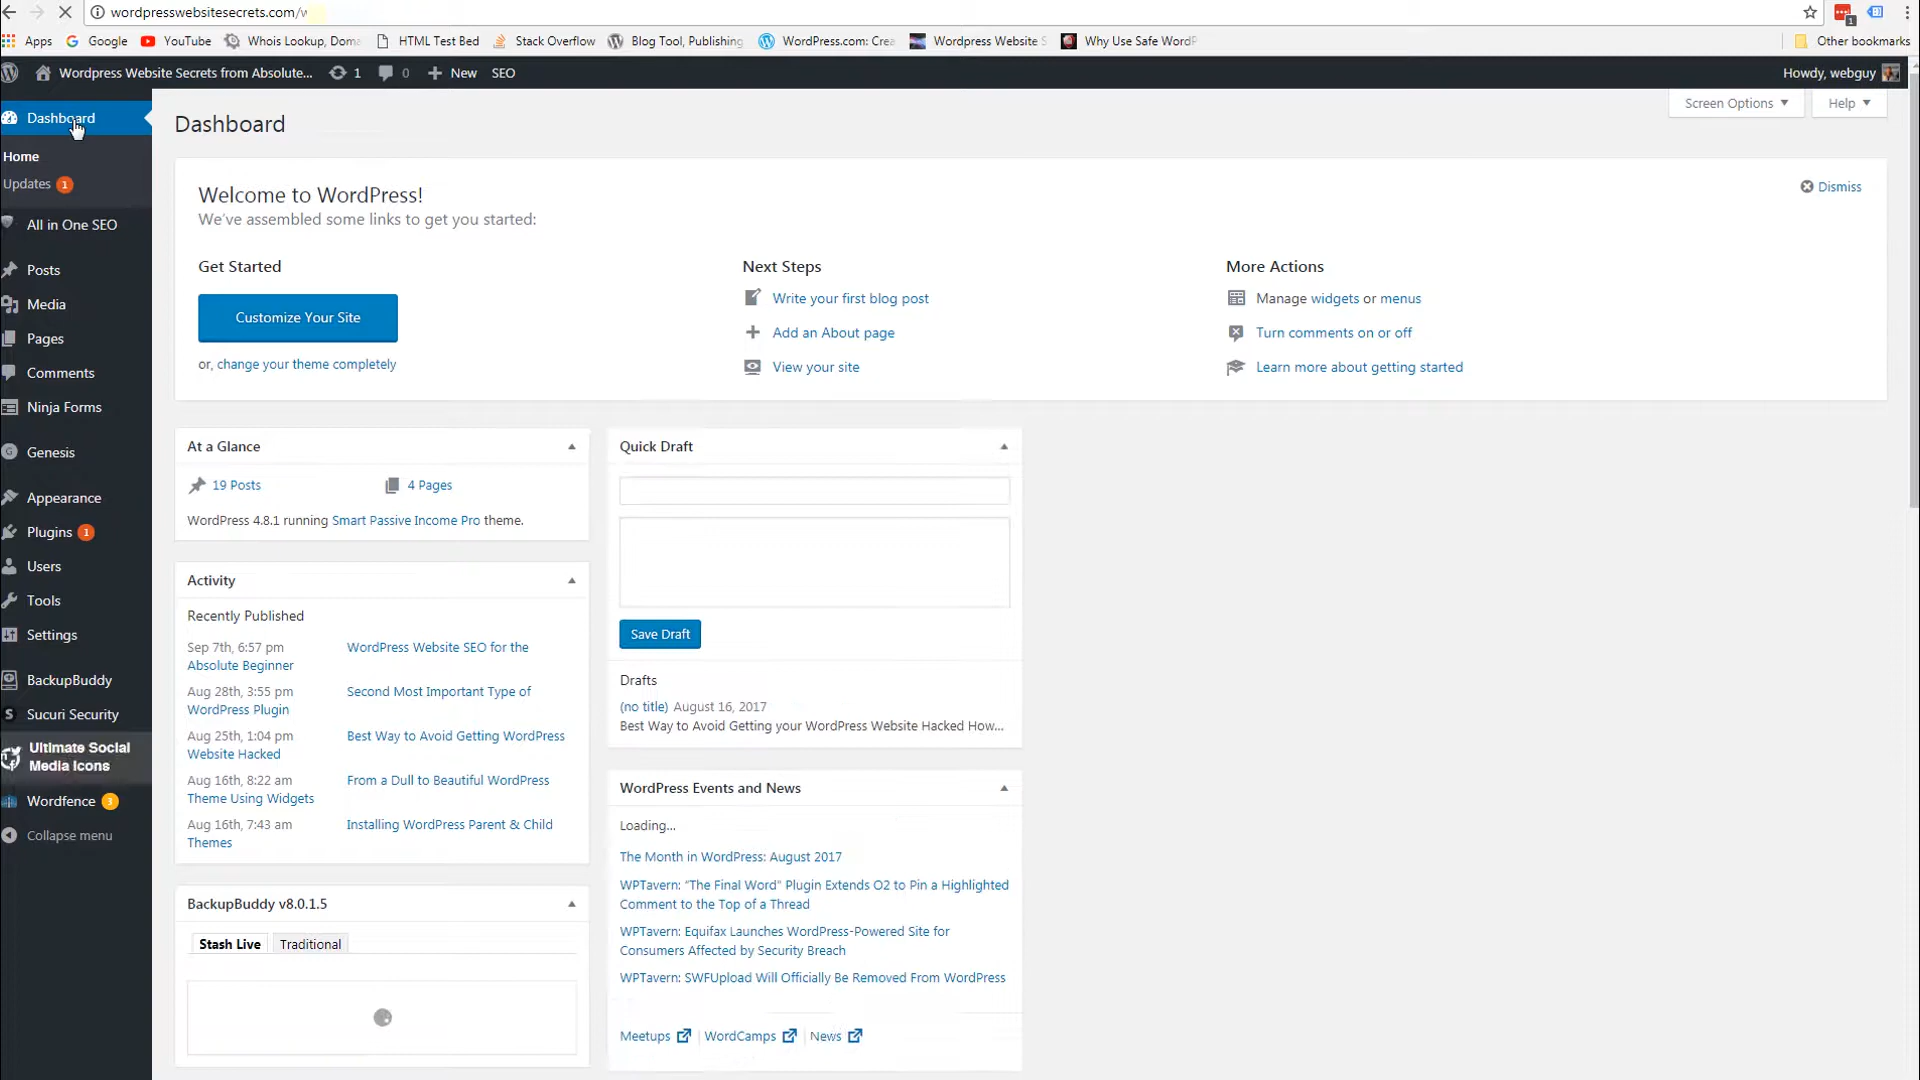 wordpresswebsitesecrets.com/w
1
Apps Google YouTube Whois Lookup, Doma HTML Test Bed Stack Overflow Blog Tool, Publishing WordPress.com: Crea Wordpress Website S Why Use Safe WordP Other bookmarks
Wordpress Website Secrets from Absolute... 1 0 New SEO Howdy, webguy
Dashboard
Home
Updates 1
All in One SEO
Posts
Media
Pages
Comments
Ninja Forms
Genesis
Appearance
Plugins 1
Users
Tools
Settings
BackupBuddy
Sucuri Security
Ultimate Social
Media Icons
Wordfence 3
Collapse menu
Screen Options Help
Dashboard
Welcome to WordPress!
Dismiss
We've assembled some links to get you started:
Get Started
Customize Your Site
or, change your theme completely
Next Steps
Write your first blog post
Add an About page
View your site
More Actions
Manage widgets or menus
Turn comments on or off
Learn more about getting started
At a Glance
19 Posts 4 Pages
WordPress 4.8.1 running Smart Passive Income Pro theme.
Activity
Recently Published
Sep 7th, 6:57 pm WordPress Website SEO for the
Absolute Beginner
Aug 28th, 3:55 pm Second Most Important Type of
WordPress Plugin
Aug 25th, 1:04 pm Best Way to Avoid Getting WordPress
Website Hacked
Aug 16th, 8:22 am From a Dull to Beautiful WordPress
Theme Using Widgets
Aug 16th, 7:43 am Installing WordPress Parent & Child
Themes
BackupBuddy v8.0.1.5
Stash Live Traditional
Quick Draft
Save Draft
Drafts
(no title) August 16, 2017
Best Way to Avoid Getting your WordPress Website Hacked How...
WordPress Events and News
Loading...
The Month in WordPress: August 2017
WPTavern: "The Final Word" Plugin Extends O2 to Pin a Highlighted
Comment to the Top of a Thread
WPTavern: Equifax Launches WordPress-Powered Site for
Consumers Affected by Security Breach
WPTavern: SWFUpload Will Officially Be Removed From WordPress
Meetups | WordCamps | News